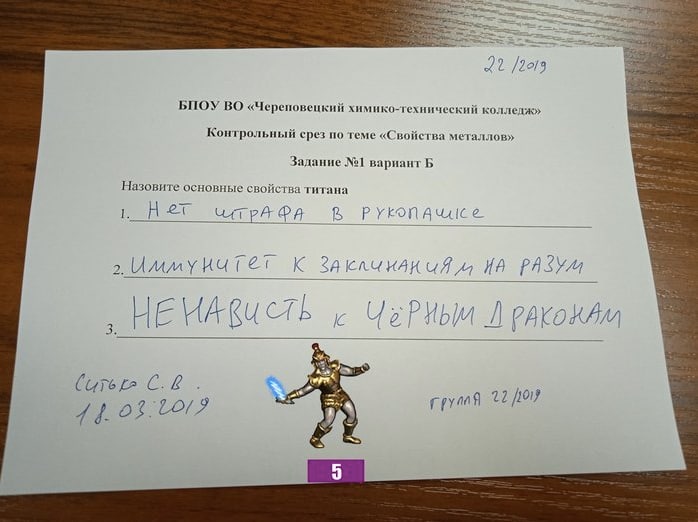 22/2019
БПОУ ВО «Череповецкий химико-технический колледж»
Контрольный срез по теме «Свойства металлов»
Задание №1 вариант Б
Назовите основные свойства титана
1. Нет штрафа в рукопашке
2. Иммунитет к заклинаниям на разум
3. Ненависть к чёрным драконам
Ситько С. В.
18.03.2019
группа 22/2019
5